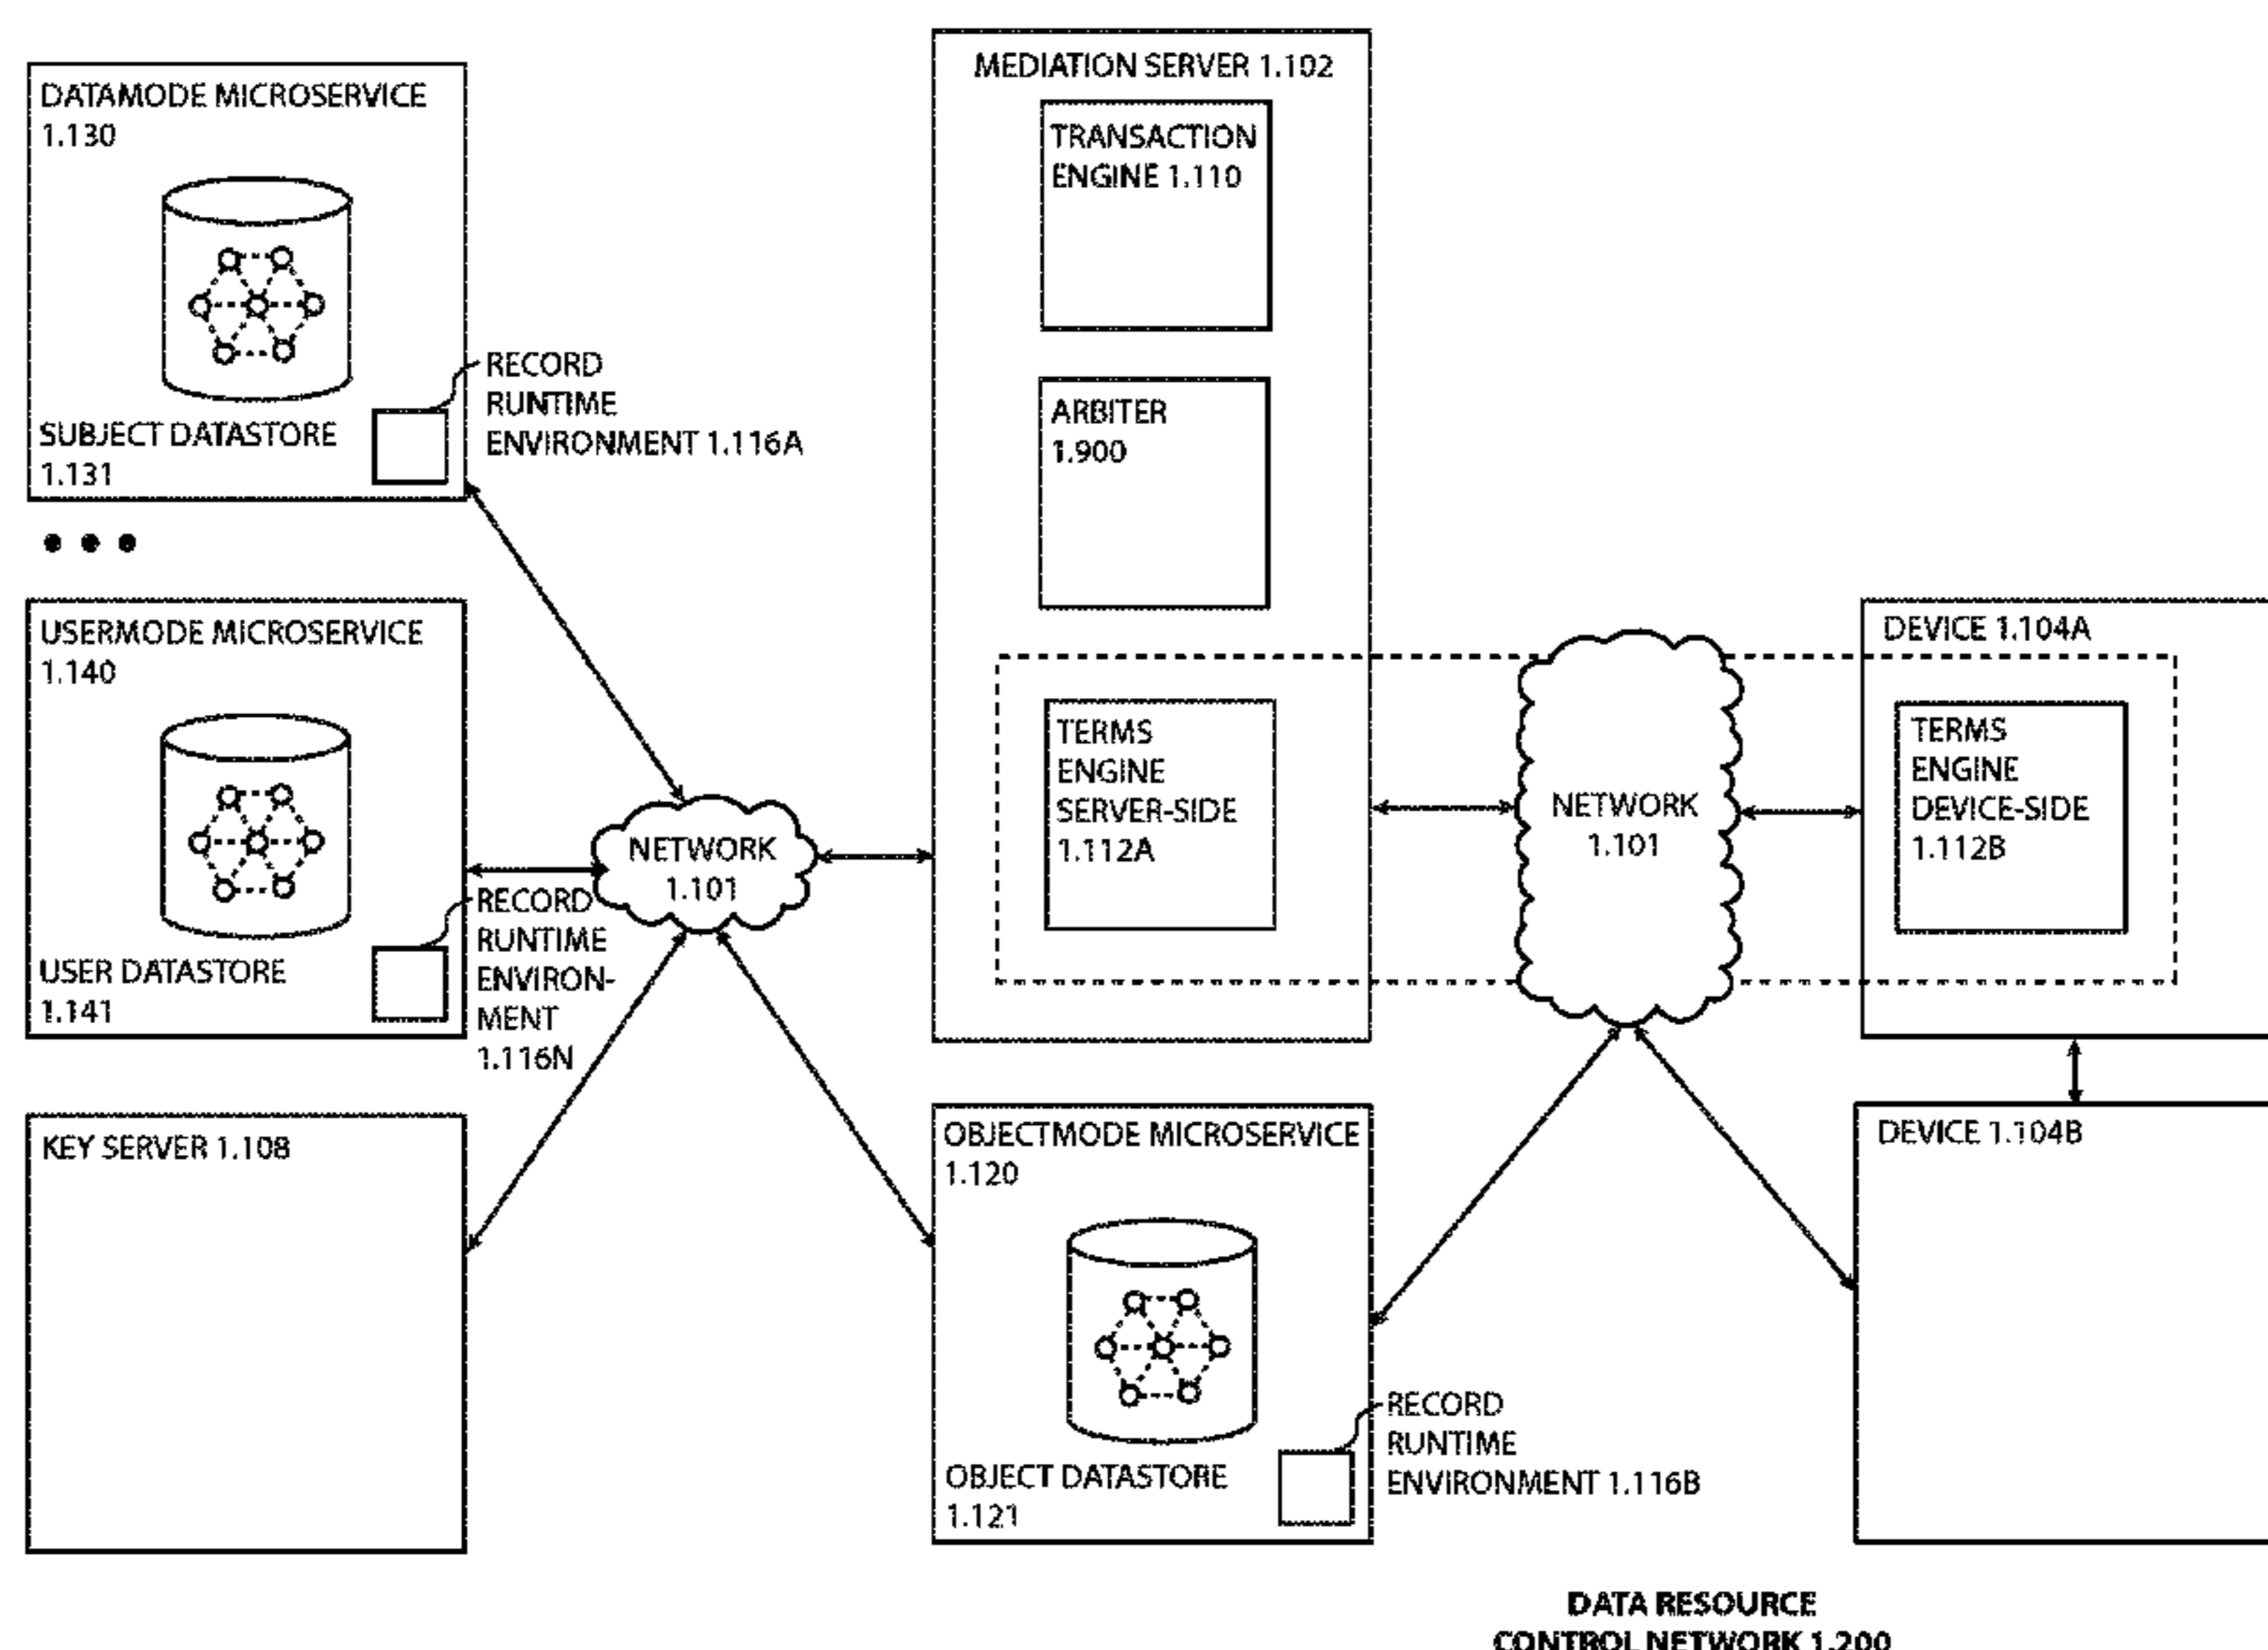 DATAMODE MICROSERVICE
1.130
SUBJECT DATASTORE
1.131
RECORD
RUNTIME
ENVIRONMENT 1.116A
USERMODE MICROSERVICE
1.140
USER DATASTORE
1.141
RECORD
RUNTIME
ENVIRON-
MENT
1.116N
KEY SERVER 1.108
NETWORK
1.101
MEDIATION SERVER 1.102
TRANSACTION
ENGINE 1.110
ARBITER
1.900
TERMS
ENGINE
SERVER-SIDE
1.112A
OBJECTMODE MICROSERVICE
1.120
OBJECT DATASTORE
1.121
RECORD
RUNTIME
ENVIRONMENT 1.116B
NETWORK
1.101
DEVICE 1.104A
TERMS
ENGINE
DEVICE-SIDE
1.112B
DEVICE 1.104B
DATA RESOURCE
CONTROL NETWORK 1.200